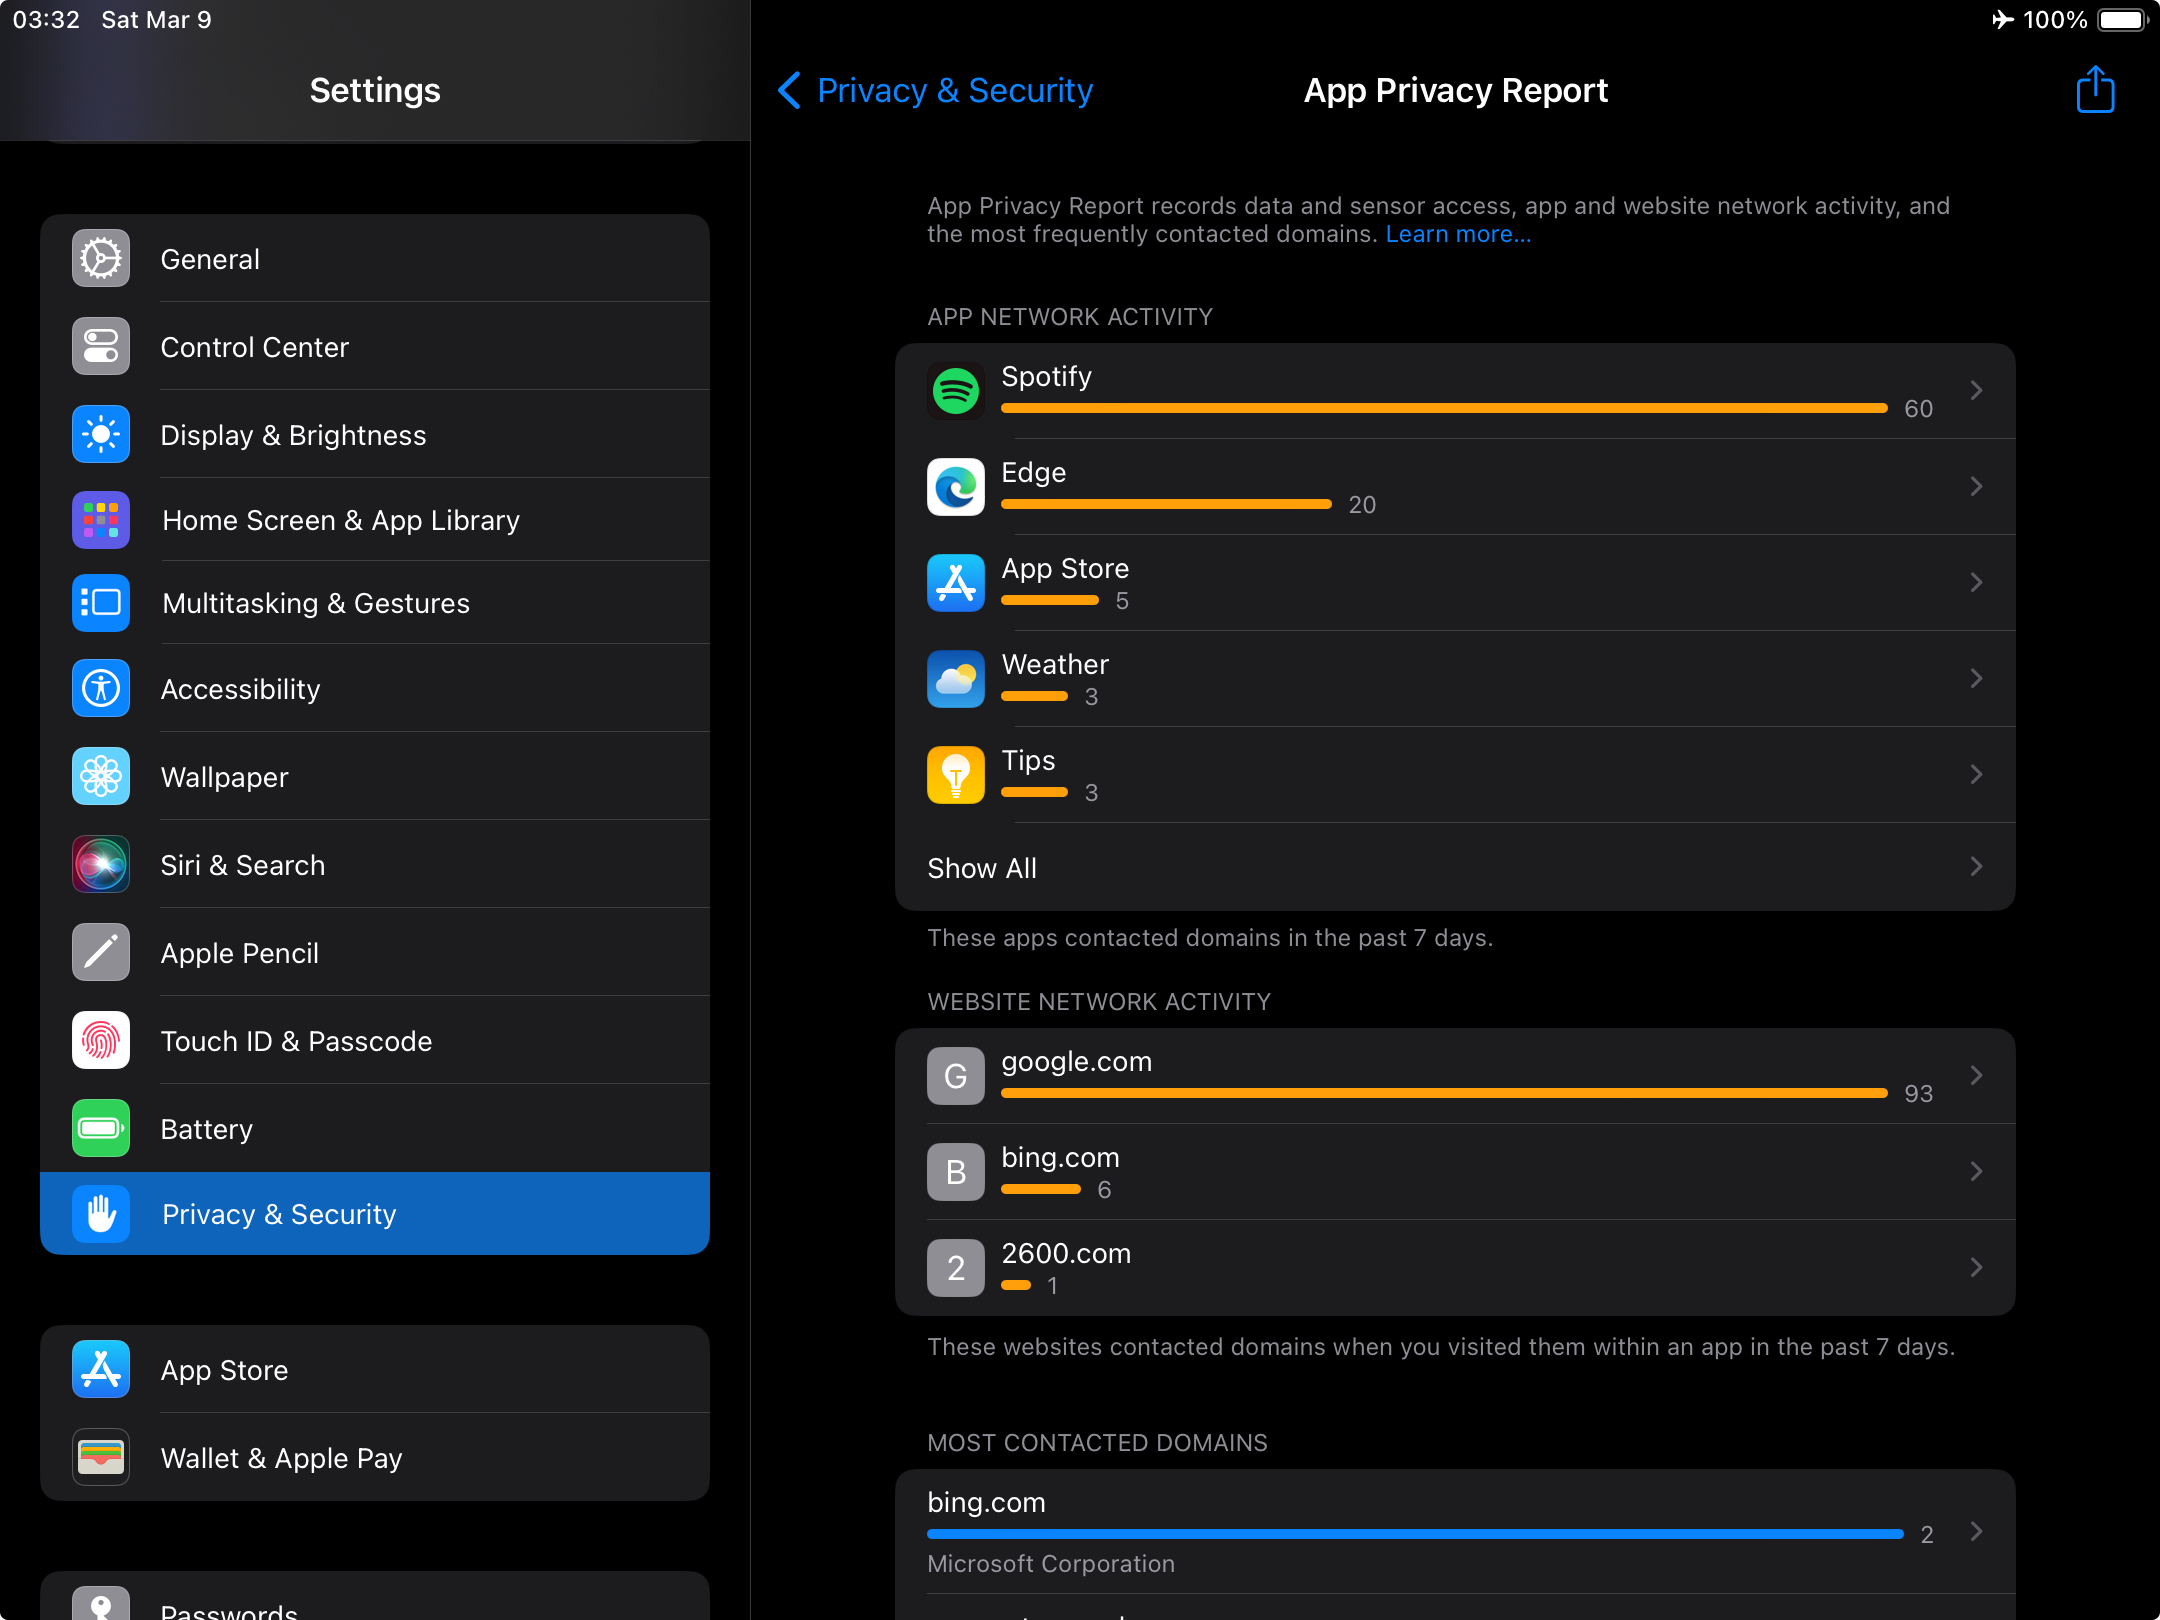 03:32 Sat Mar 9
100%
Settings
General
Control Center
Display & Brightness
Home Screen & App Library
Multitasking & Gestures
Accessibility
Wallpaper
Siri & Search
Apple Pencil
Touch ID & Passcode
Battery
Privacy & Security
App Store
Wallet & Apple Pay
Passwords
Privacy & Security
App Privacy Report
App Privacy Report records data and sensor access, app and website network activity, and
the most frequently contacted domains. Learn more...
APP NETWORK ACTIVITY
Spotify
60
Edge
20
App Store
5
Weather
3
Tips
3
Show All
These apps contacted domains in the past 7 days.
WEBSITE NETWORK ACTIVITY
G google.com
93
B bing.com
6
2 2600.com
1
These websites contacted domains when you visited them within an app in the past 7 days.
MOST CONTACTED DOMAINS
bing.com
2
Microsoft Corporation